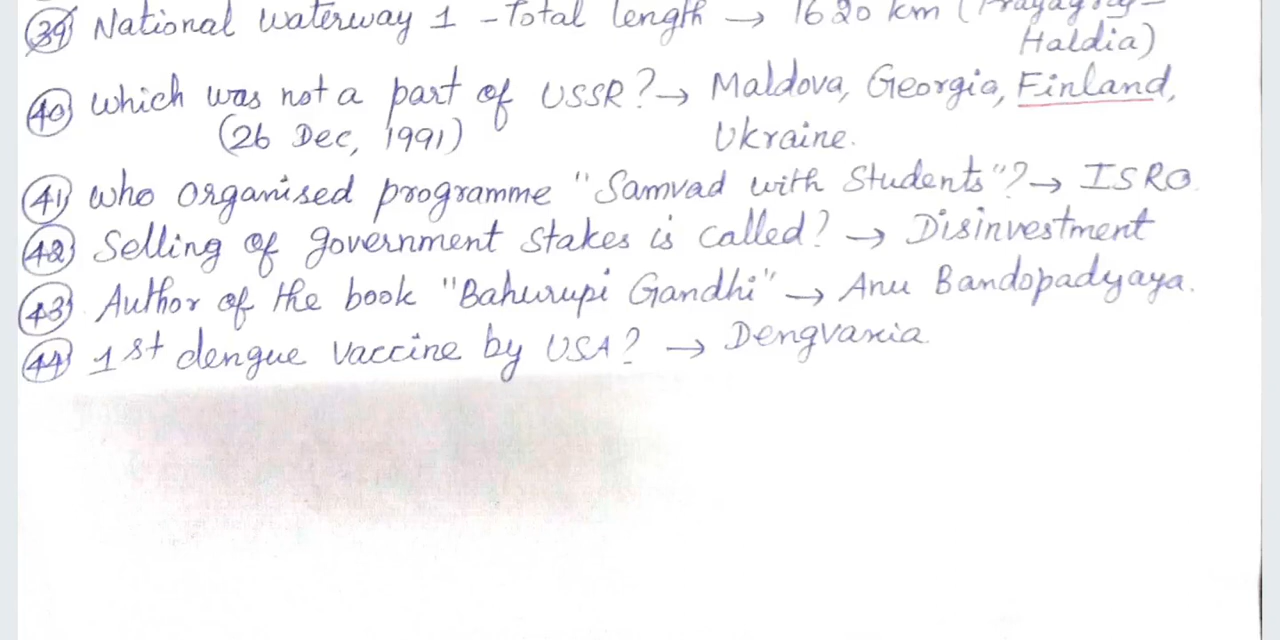 39 National Waterway 1 - Total length → 1620 km (Prayagraj -
Haldia)
40 Which was not a part of USSR? → Maldova, Georgia, Finland,
(26 Dec, 1991) Ukraine.
41 Who organised programme "Samvad with Students"? → ISRO.
42 Selling of government stakes is called? → Disinvestment
43 Author of the book "Bahurupi Gandhi" → Anu Bandopadyaya.
44 1st dengue vaccine by USA? → Dengvaxia